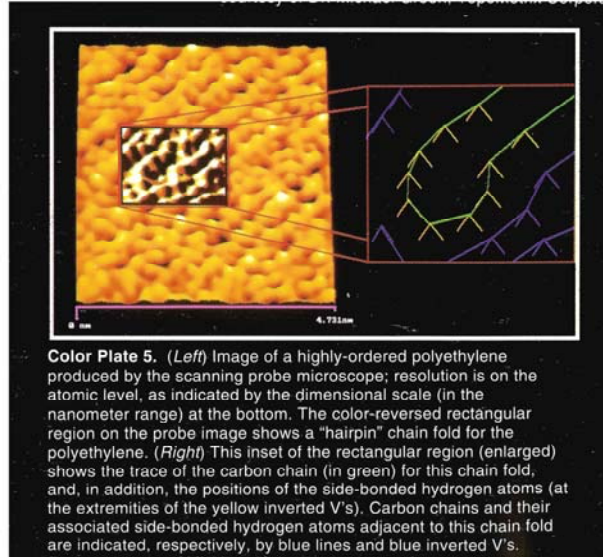 0 nm
4.731nm
Color Plate 5. (Left) Image of a highly-ordered polyethylene
produced by the scanning probe microscope; resolution is on the
atomic level, as indicated by the dimensional scale (in the
nanometer range) at the bottom. The color-reversed rectangular
region on the probe image shows a “hairpin” chain fold for the
polyethylene. (Right) This inset of the rectangular region (enlarged)
shows the trace of the carbon chain (in green) for this chain fold,
and, in addition, the positions of the side-bonded hydrogen atoms (at
the extremities of the yellow inverted V's). Carbon chains and their
associated side-bonded hydrogen atoms adjacent to this chain fold
are indicated, respectively, by blue lines and blue inverted V's.